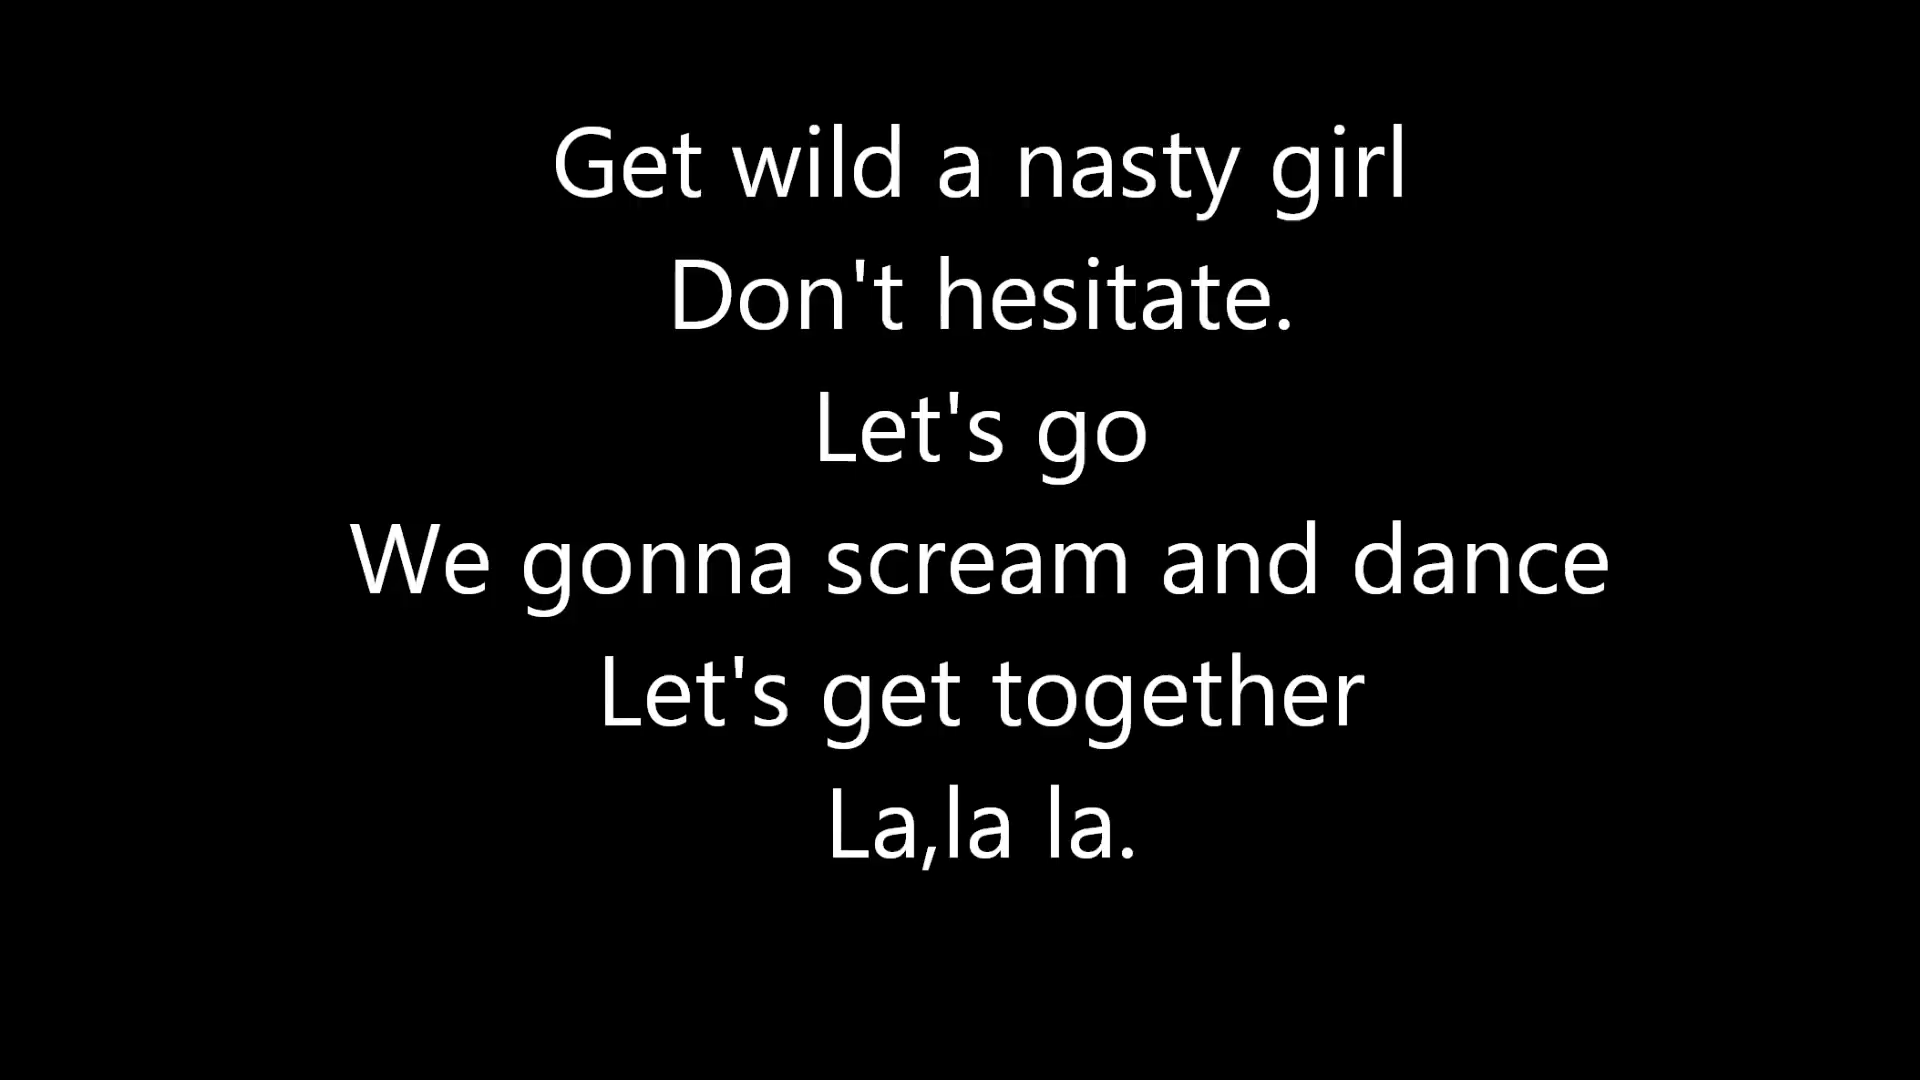 Get wild a nasty girl
Don't hesitate.
Let's go
We gonna scream and dance
Let's get together
La,la la.